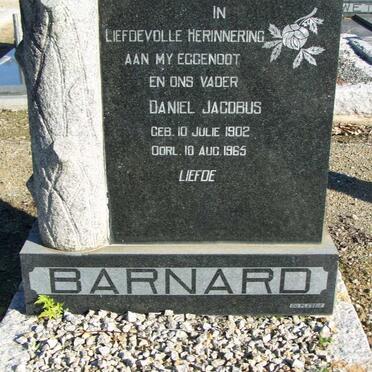 IN
LIEFDEVOLLE HERINNERING
AAN MY EGGENOOT
EN ONS VADER
DANIEL JACOBUS
GEB. 10 JULIE 1902
OORL. 10 AUG. 1965
LIEFDE
BARNARD